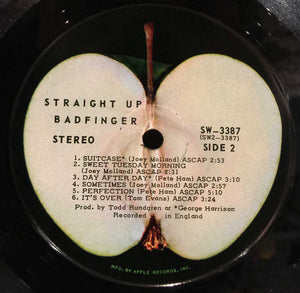 STRAIGHT UP
BADFINGER
STEREO
SW-3387
(SW2-3387)
SIDE 2
1. SUITCASE* (Joey Molland) ASCAP 2:53
2. SWEET TUESDAY MORNING
(Joey Molland) ASCAP 2:31
3. DAY AFTER DAY* (Pete Ham) ASCAP 3:10
4. SOMETIMES (Joey Molland) ASCAP 2:57
5. PERFECTION (Pete Ham) ASCAP 5:10
6. IT'S OVER (Tom Evans) ASCAP 3:24
Prod. by Todd Rundgren or *George Harrison
Recorded in England
MFD. BY APPLE RECORDS, INC.